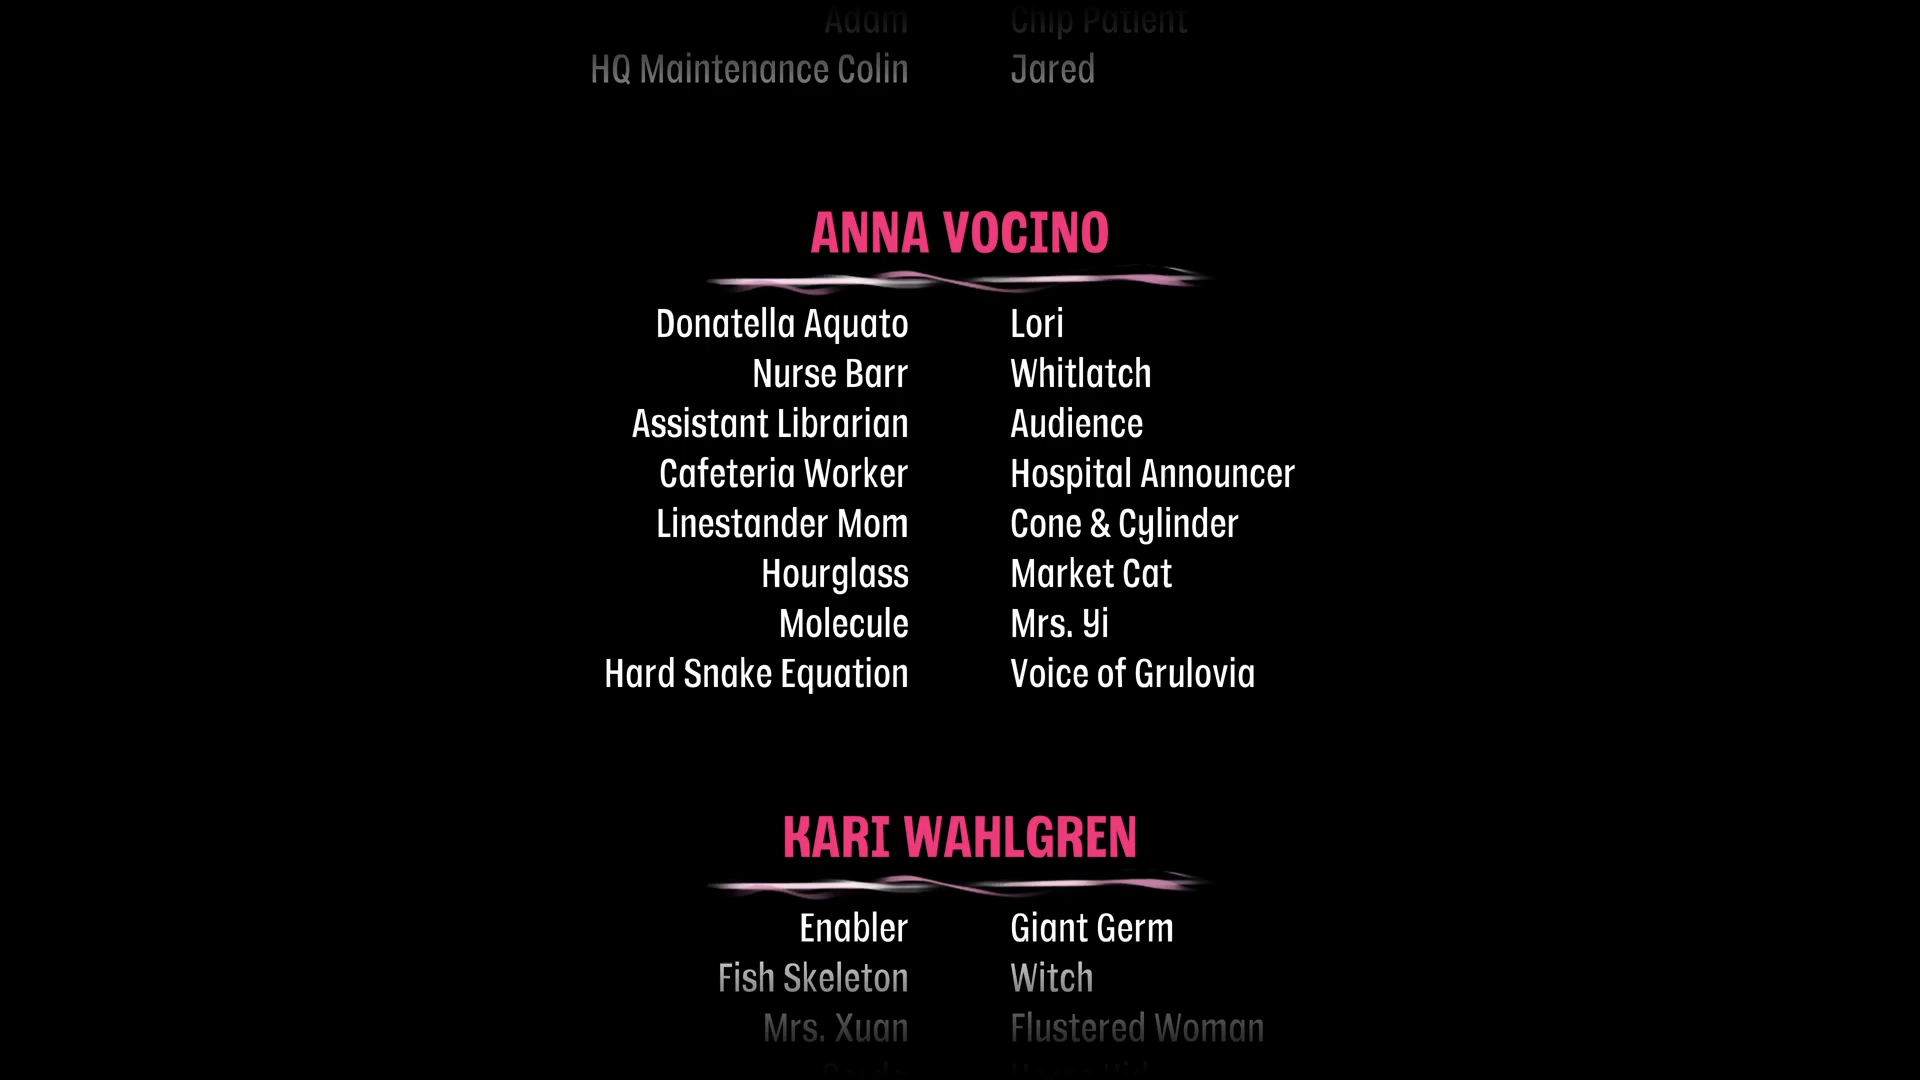 Adam Chip Patient
HQ Maintenance Colin Jared
ANNA VOCINO
Donatella Aquato Lori
Nurse Barr Whitlatch
Assistant Librarian Audience
Cafeteria Worker Hospital Announcer
Linestander Mom Cone & Cylinder
Hourglass Market Cat
Molecule Mrs. Yi
Hard Snake Equation Voice of Grulovia
KARI WAHLGREN
Enabler Giant Germ
Fish Skeleton Witch
Mrs. Xuan Flustered Woman